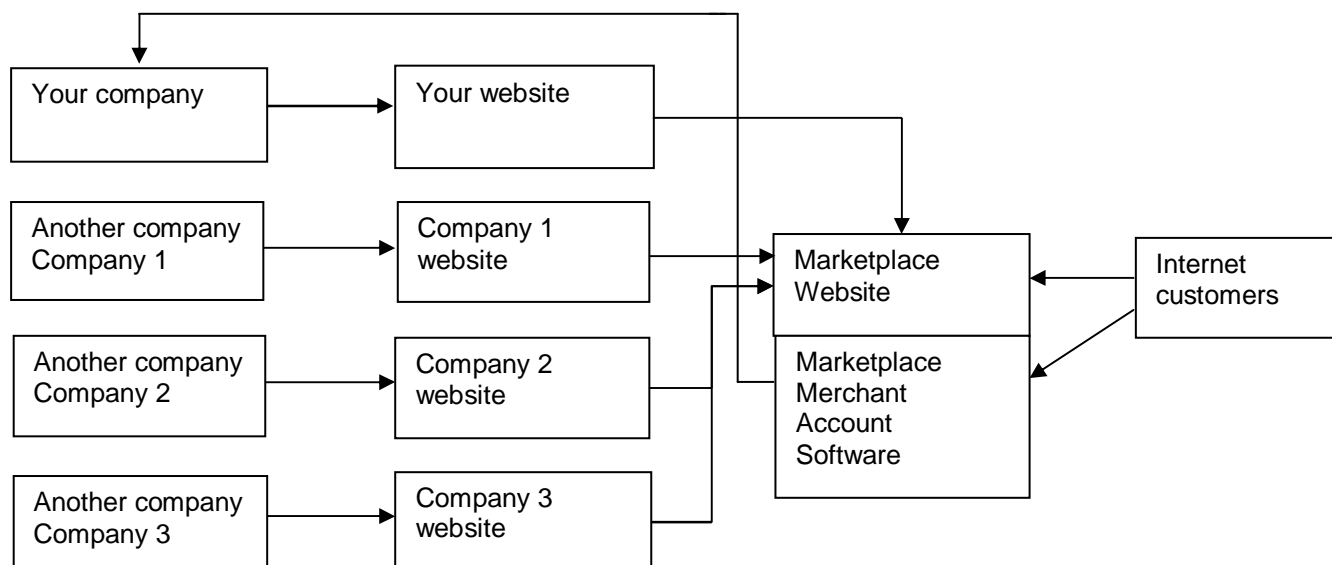 Your company
Your website
Another company
Company 1
Company 1
website
Marketplace
Website
Internet
customers
Another company
Company 2
Company 2
website
Marketplace
Merchant
Account
Software
Another company
Company 3
Company 3
website